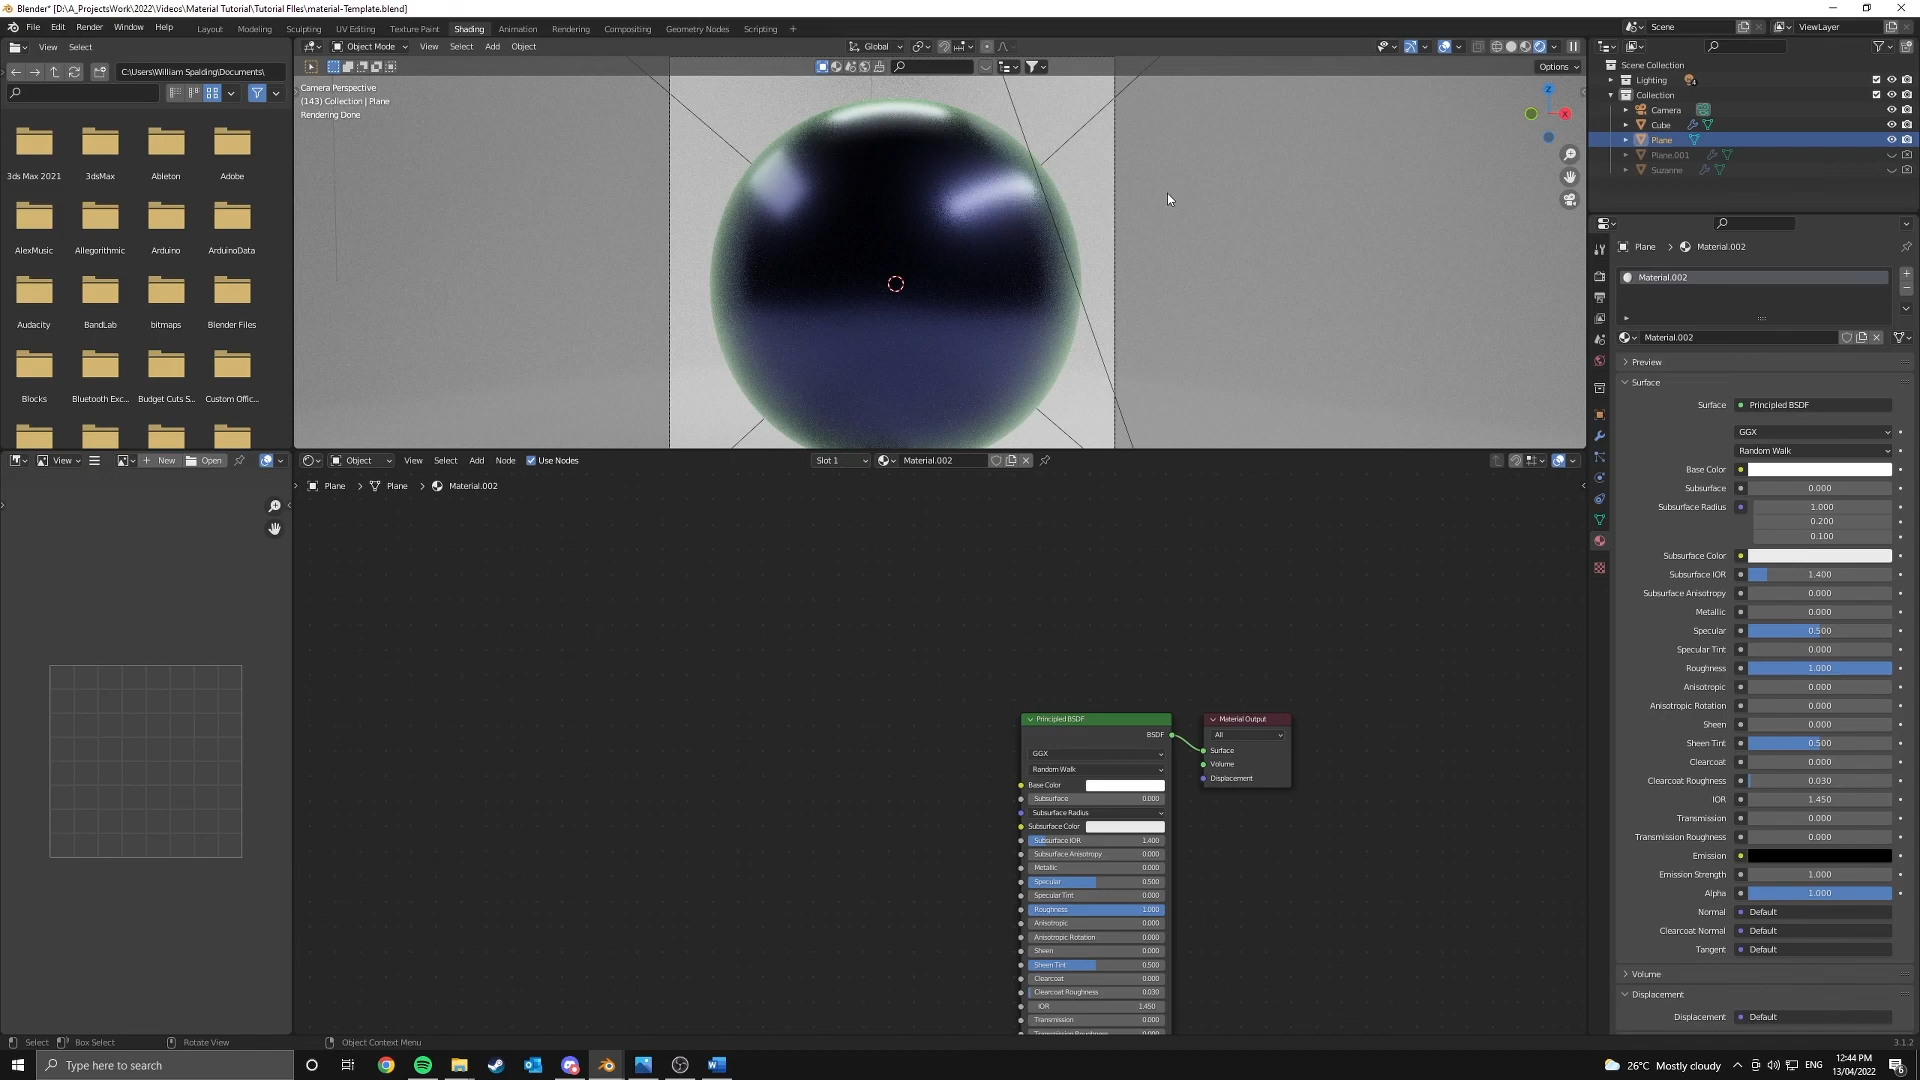 Blender* [D:\A_ProjectsWork\2022\Videos\Material Tutorial\Tutorial Files\material-Template.blend]
File Edit Render Window Help Layout Modeling Sculpting UV Editing Texture Paint Shading Animation Rendering Compositing Geometry Nodes Scripting + Scene ViewLayer
View Select
Object Mode View Select Add Object Global
C:\Users\William Spalding\Documents\
Options
Camera Perspective
(143) Collection | Plane
Rendering Done
Scene Collection
Lighting
Collection
Camera
Cube
Plane
Plane.001
Suzanne
Z
X
3ds Max 2021 3dsMax Ableton Adobe
AlexMusic Allegorithmic Arduino ArduinoData
Audacity BandLab bitmaps Blender Files
Blocks Bluetooth Exc... Budget Cuts S... Custom Offic...
View New Open
Object View Select Add Node Use Nodes Slot 1 Material.002
Plane > Plane > Material.002
Principled BSDF
BSDF
GGX
Random Walk
Base Color
Subsurface 0.000
Subsurface Radius
Subsurface Color
Subsurface IOR 1.400
Subsurface Anisotropy 0.000
Metallic 0.000
Specular 0.500
Specular Tint 0.000
Roughness 1.000
Anisotropic 0.000
Anisotropic Rotation 0.000
Sheen 0.000
Sheen Tint 0.500
Clearcoat 0.000
Clearcoat Roughness 0.030
IOR 1.450
Transmission 0.000
Transmission Roughness 0.000
Material Output
All
Surface
Volume
Displacement
Plane > Material.002
Material.002
Material.002
Preview
Surface
Surface Principled BSDF
GGX
Random Walk
Base Color
Subsurface 0.000
Subsurface Radius 1.000
0.200
0.100
Subsurface Color
Subsurface IOR 1.400
Subsurface Anisotropy 0.000
Metallic 0.000
Specular 0.500
Specular Tint 0.000
Roughness 1.000
Anisotropic 0.000
Anisotropic Rotation 0.000
Sheen 0.000
Sheen Tint 0.500
Clearcoat 0.000
Clearcoat Roughness 0.030
IOR 1.450
Transmission 0.000
Transmission Roughness 0.000
Emission
Emission Strength 1.000
Alpha 1.000
Normal Default
Clearcoat Normal Default
Tangent Default
Volume
Displacement
Displacement Default
Select Box Select Rotate View Object Context Menu 3.1.2
Type here to search
26°C Mostly cloudy ENG 12:44 PM
13/04/2022